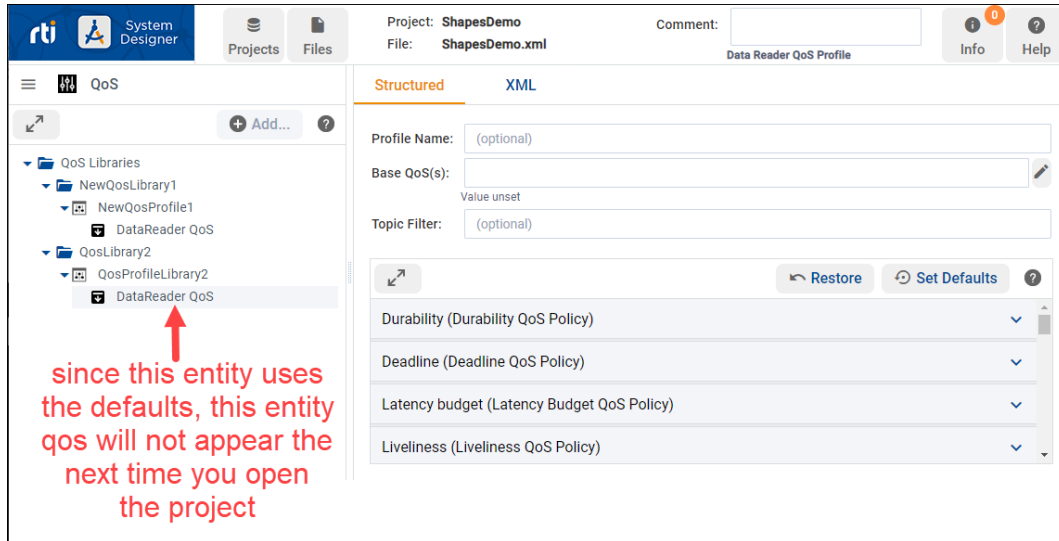 rti System Designer
Projects
Files
Project: ShapesDemo
File: ShapesDemo.xml
Comment:
Data Reader QoS Profile
0
Info
Help
QoS
Add...
Structured
XML
QoS Libraries
NewQosLibrary1
NewQosProfile1
DataReader QoS
QosLibrary2
QosProfileLibrary2
DataReader QoS
since this entity uses
the defaults, this entity
qos will not appear the
next time you open
the project
Profile Name: (optional)
Base QoS(s):
Value unset
Topic Filter: (optional)
Restore
Set Defaults
Durability (Durability QoS Policy)
Deadline (Deadline QoS Policy)
Latency budget (Latency Budget QoS Policy)
Liveliness (Liveliness QoS Policy)